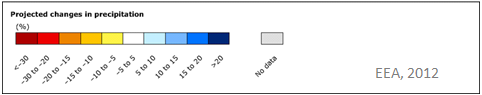 Projected changes in precipitation
(%)
<–30
–30 to –20
–20 to –15
–15 to –10
–10 to –5
–5 to 5
5 to 10
10 to 15
15 to 20
>20
No data
EEA, 2012